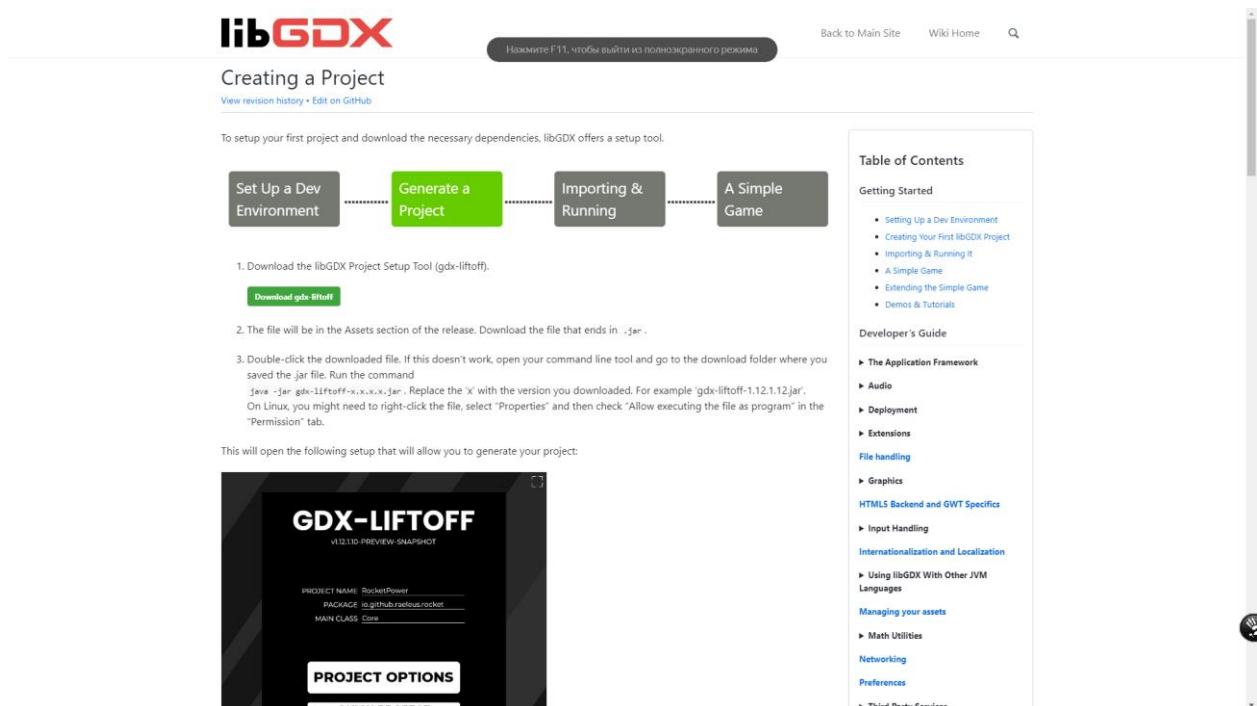 libGDX
Back to Main Site
Wiki Home
Нажмите F11, чтобы выйти из полноэкранного режима
Creating a Project
View revision history • Edit on GitHub
To setup your first project and download the necessary dependencies, libGDX offers a setup tool.
Set Up a Dev
Environment
Generate a
Project
Importing &
Running
A Simple
Game
1. Download the libGDX Project Setup Tool (gdx-liftoff).
Download gdx-liftoff
2. The file will be in the Assets section of the release. Download the file that ends in .jar .
3. Double-click the downloaded file. If this doesn't work, open your command line tool and go to the download folder where you
saved the .jar file. Run the command
java -jar gdx-liftoff-x.x.x.x.jar . Replace the 'x' with the version you downloaded. For example 'gdx-liftoff-1.12.1.12.jar'.
On Linux, you might need to right-click the file, select "Properties" and then check "Allow executing the file as program" in the
"Permission" tab.
This will open the following setup that will allow you to generate your project:
GDX-LIFTOFF
v1.12.1.10-PREVIEW-SNAPSHOT
PROJECT NAME RocketPower
PACKAGE io.github.raeleus.rocket
MAIN CLASS Core
PROJECT OPTIONS
Table of Contents
Getting Started
• Setting Up a Dev Environment
• Creating Your First libGDX Project
• Importing & Running It
• A Simple Game
• Extending the Simple Game
• Demos & Tutorials
Developer's Guide
▶ The Application Framework
▶ Audio
▶ Deployment
▶ Extensions
File handling
▶ Graphics
HTML5 Backend and GWT Specifics
▶ Input Handling
Internationalization and Localization
▶ Using libGDX With Other JVM
Languages
Managing your assets
▶ Math Utilities
Networking
Preferences
▶ Third Party Services